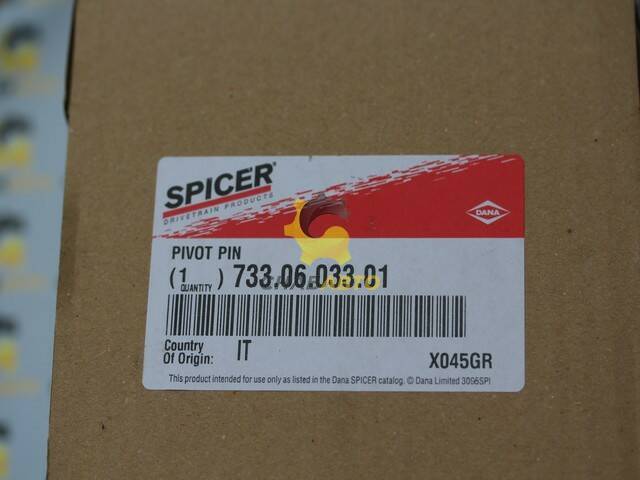 SPICER®
DRIVETRAIN PRODUCTS
DANA
PIVOT PIN
( 1 ) 733.06.033.01
QUANTITY
Country
Of Origin: IT
X045GR
This product intended for use only as listed in the Dana SPICER catalog. © Dana Limited 3096SPI